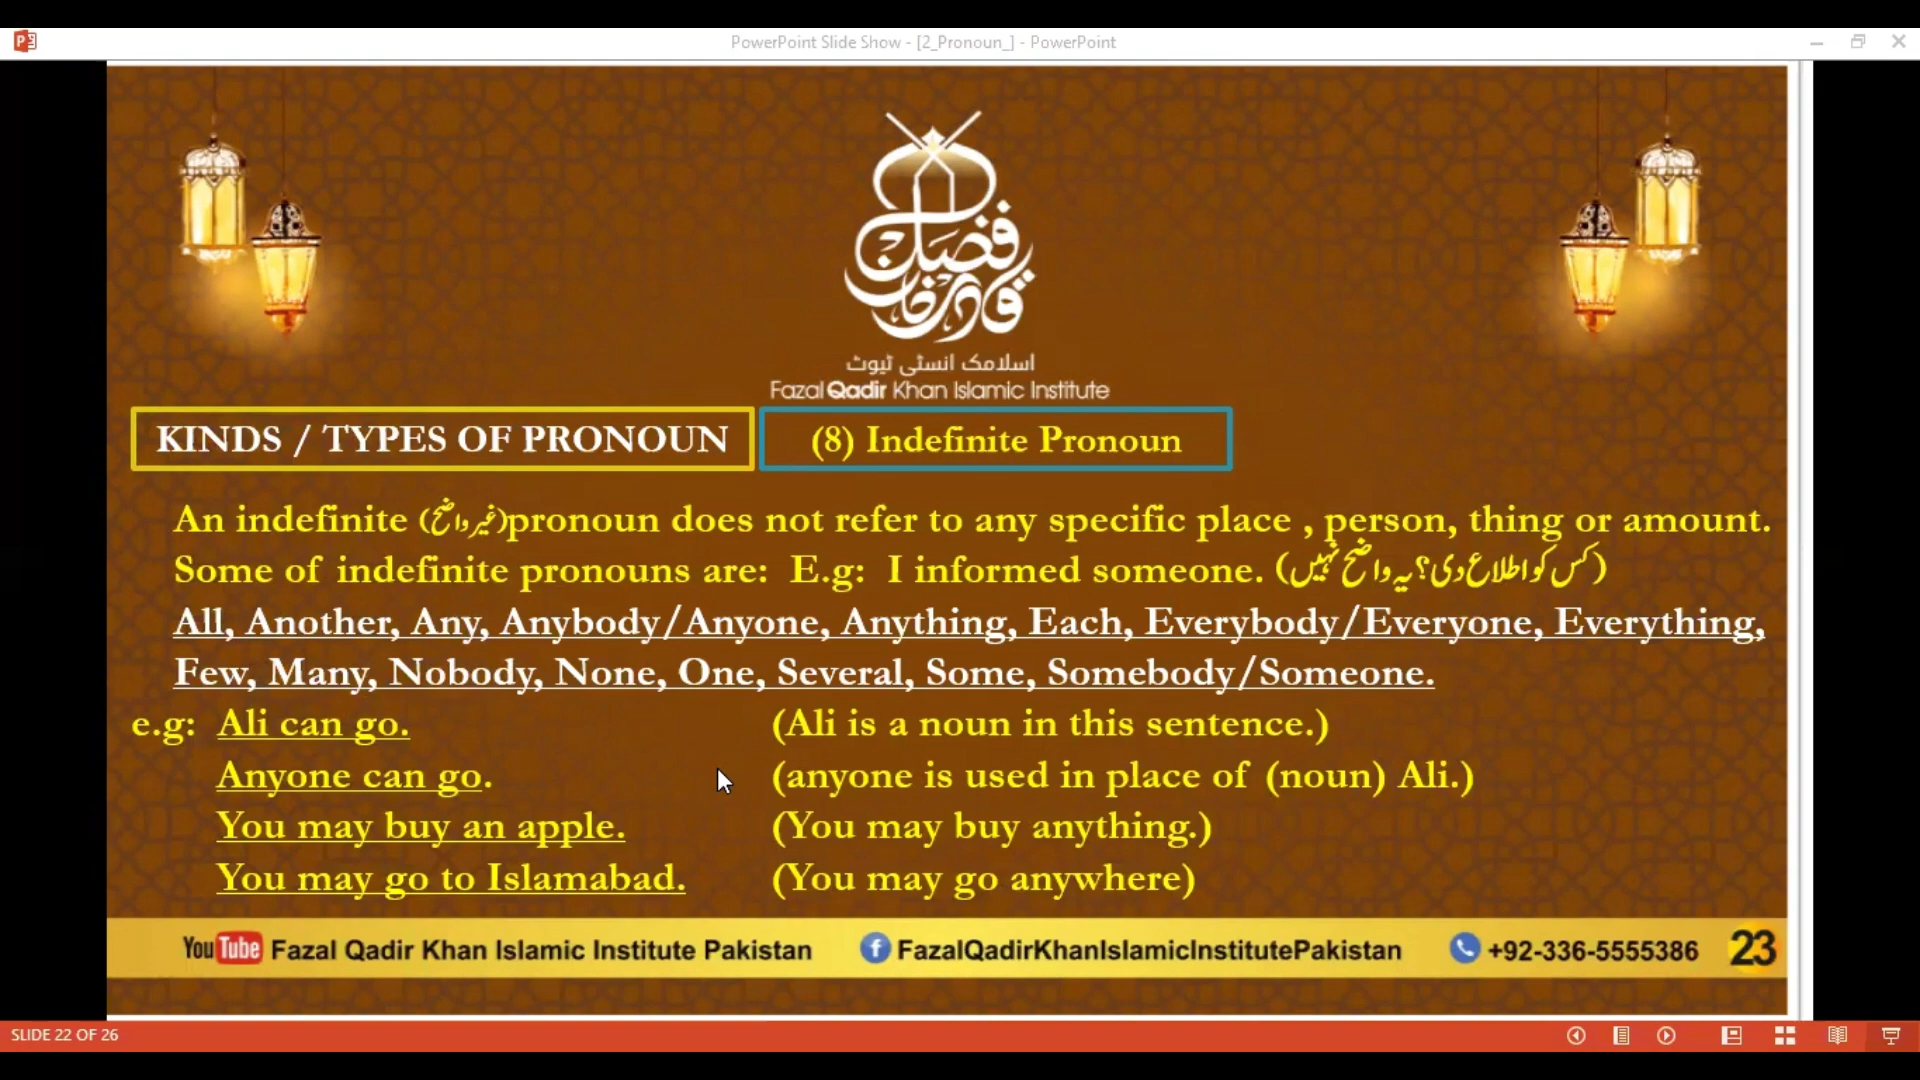 PowerPoint Slide Show - [2_Pronoun_] - PowerPoint
فضل
قادر خان
اسلامک انسٹی ٹیوٹ
Fazal Qadir Khan Islamic Institute
KINDS / TYPES OF PRONOUN
(8) Indefinite Pronoun
An indefinite (غیر واضح)pronoun does not refer to any specific place , person, thing or amount.
Some of indefinite pronouns are: E.g: I informed someone. (کس کو اطلاع دی؟ یہ واضح نہیں)
All, Another, Any, Anybody/Anyone, Anything, Each, Everybody/Everyone, Everything,
Few, Many, Nobody, None, One, Several, Some, Somebody/Someone.
e.g: Ali can go. (Ali is a noun in this sentence.)
Anyone can go. (anyone is used in place of (noun) Ali.)
You may buy an apple. (You may buy anything.)
You may go to Islamabad. (You may go anywhere)
YouTube Fazal Qadir Khan Islamic Institute Pakistan f FazalQadirKhanIslamicInstitutePakistan +92-336-5555386 23
SLIDE 22 OF 26